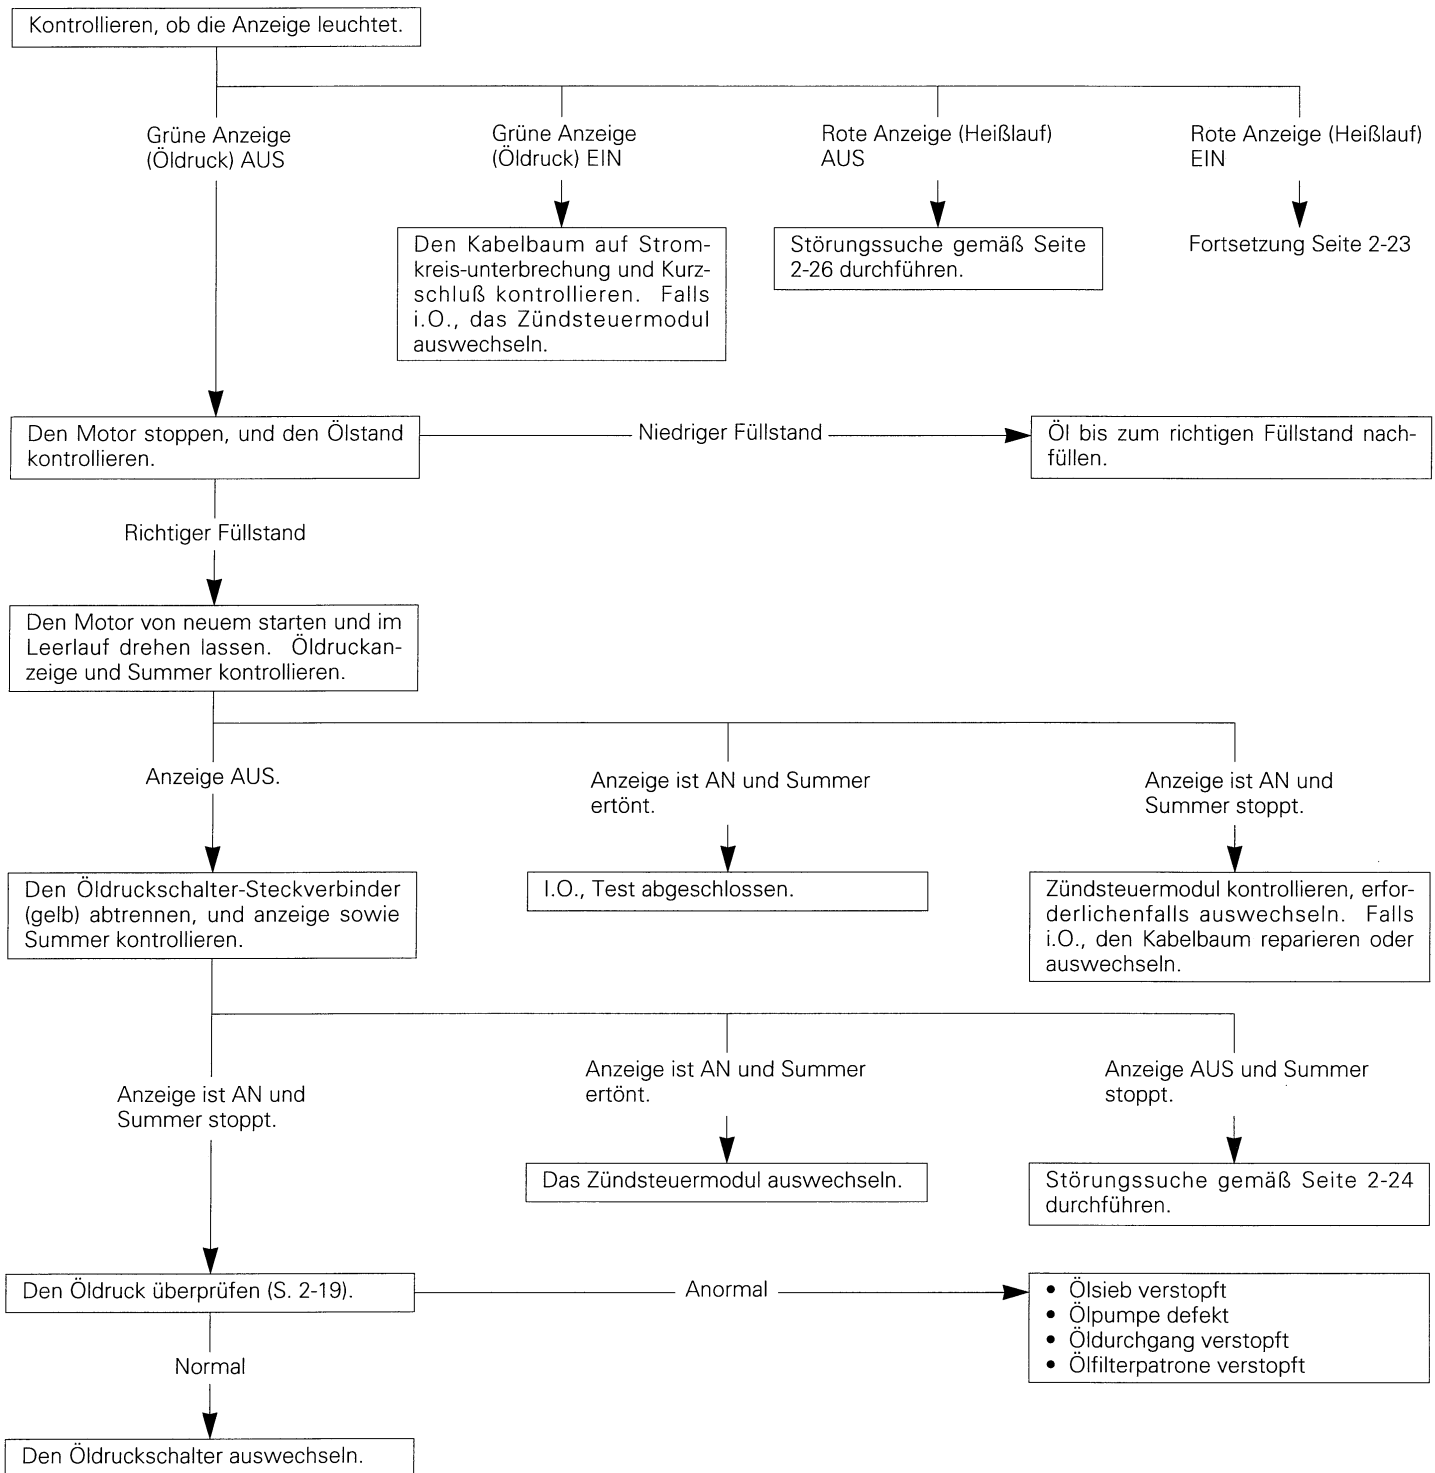 Kontrollieren, ob die Anzeige leuchtet.
Grüne Anzeige
(Öldruck) AUS
Grüne Anzeige
(Öldruck) EIN
Rote Anzeige (Heißlauf)
AUS
Rote Anzeige (Heißlauf)
EIN
Den Kabelbaum auf Strom-
kreis-unterbrechung und Kurz-
schluß kontrollieren. Falls
i.O., das Zündsteuermodul
auswechseln.
Störungssuche gemäß Seite
2-26 durchführen.
Fortsetzung Seite 2-23
Den Motor stoppen, und den Ölstand
kontrollieren.
Niedriger Füllstand
Öl bis zum richtigen Füllstand nach-
füllen.
Richtiger Füllstand
Den Motor von neuem starten und im
Leerlauf drehen lassen. Öldruckan-
zeige und Summer kontrollieren.
Anzeige AUS.
Anzeige ist AN und Summer
ertönt.
Anzeige ist AN und
Summer stoppt.
Den Öldruckschalter-Steckverbinder
(gelb) abtrennen, und anzeige sowie
Summer kontrollieren.
I.O., Test abgeschlossen.
Zündsteuermodul kontrollieren, erfor-
derlichenfalls auswechseln. Falls
i.O., den Kabelbaum reparieren oder
auswechseln.
Anzeige ist AN und
Summer stoppt.
Anzeige ist AN und Summer
ertönt.
Anzeige AUS und Summer
stoppt.
Das Zündsteuermodul auswechseln.
Störungssuche gemäß Seite 2-24
durchführen.
Den Öldruck überprüfen (S. 2-19).
Anormal
• Ölsieb verstopft
• Ölpumpe defekt
• Öldurchgang verstopft
• Ölfilterpatrone verstopft
Normal
Den Öldruckschalter auswechseln.